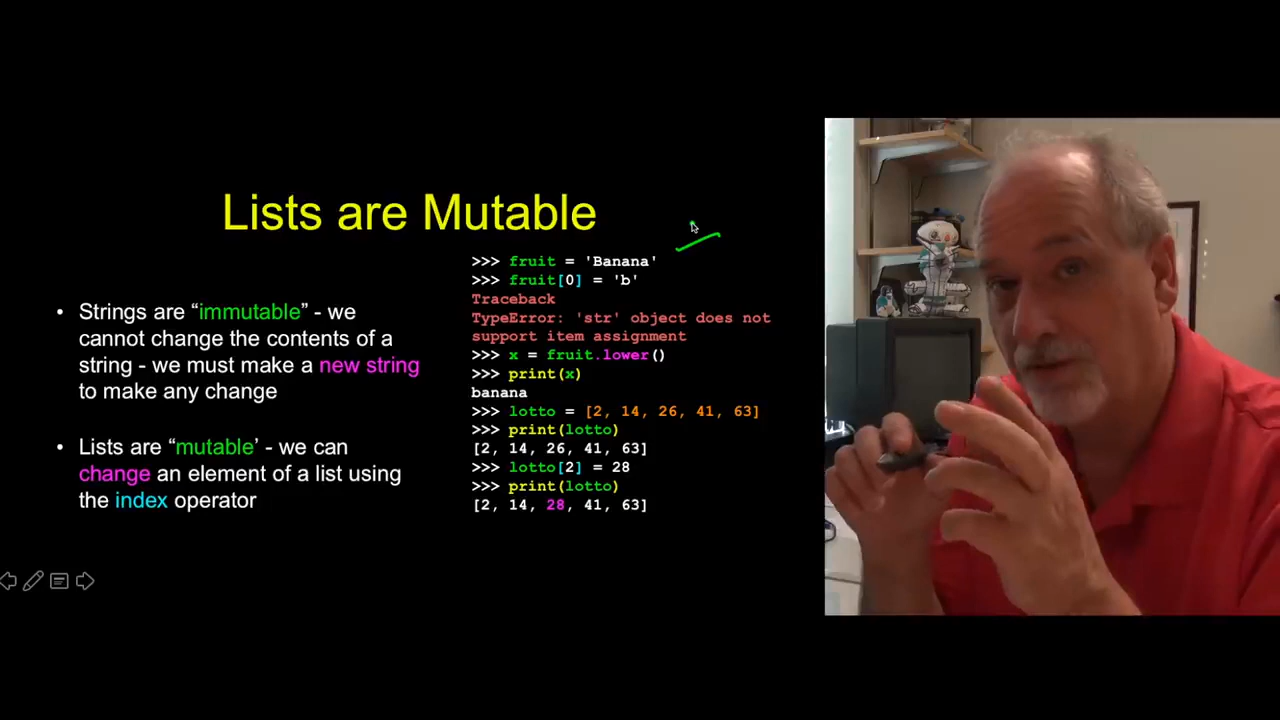 Lists are Mutable
• Strings are “immutable” - we
cannot change the contents of a
string - we must make a new string
to make any change
• Lists are “mutable’ - we can
change an element of a list using
the index operator
>>> fruit = 'Banana'
>>> fruit[0] = 'b'
Traceback
TypeError: 'str' object does not
support item assignment
>>> x = fruit.lower()
>>> print(x)
banana
>>> lotto = [2, 14, 26, 41, 63]
>>> print(lotto)
[2, 14, 26, 41, 63]
>>> lotto[2] = 28
>>> print(lotto)
[2, 14, 28, 41, 63]